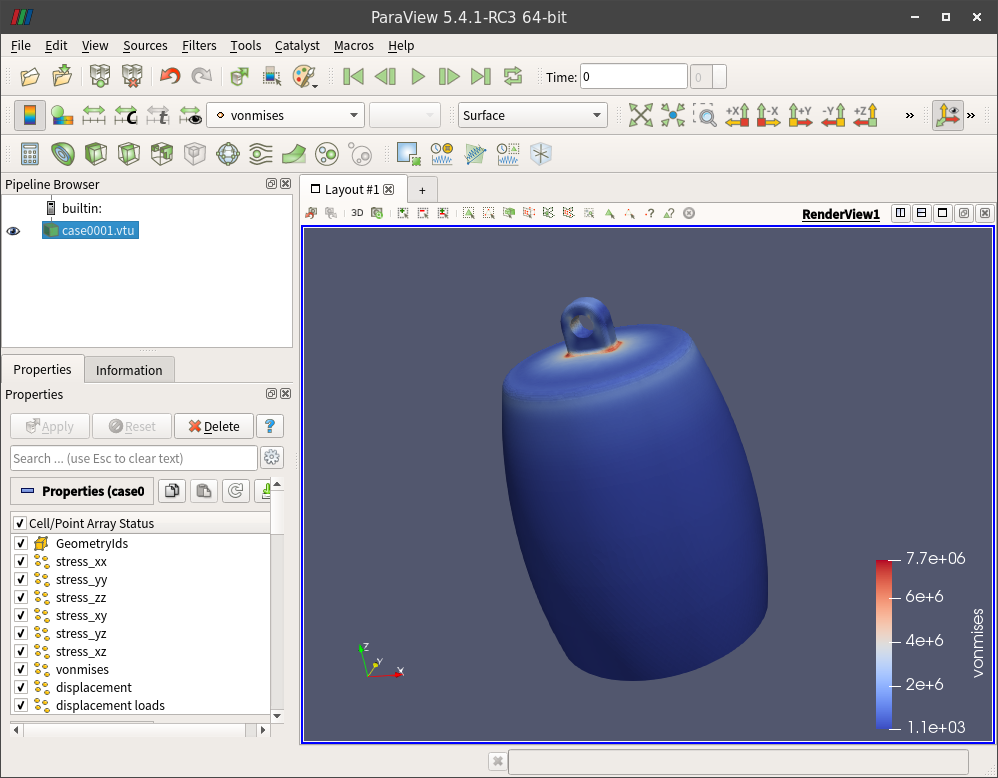 ParaView 5.4.1-RC3 64-bit
File Edit View Sources Filters Tools Catalyst Macros Help
Time: 0 0
C t vonmises Surface +X -X +Y -Y +Z
Pipeline Browser
builtin:
case0001.vtu
Properties Information
Properties
Apply Reset Delete ?
Search ... (use Esc to clear text)
Properties (case0
Cell/Point Array Status
GeometryIds
stress_xx
stress_yy
stress_zz
stress_xy
stress_yz
stress_xz
vonmises
displacement
displacement loads
Layout #1 +
3D ? ? RenderView1
7.7e+06
6e+6
4e+6
2e+6
1.1e+03
vonmises
Z
Y
X